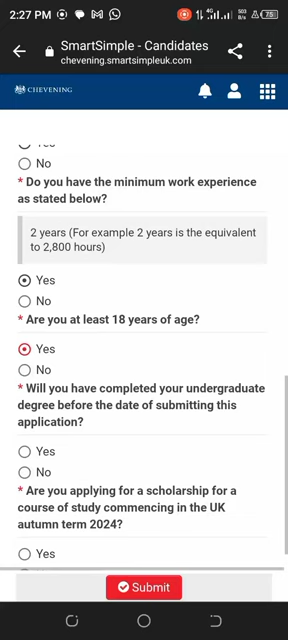 2:27 PM
4G
503
B/s
75
SmartSimple - Candidates
chevening.smartsimpleuk.com
CHEVENING
Yes
No
* Do you have the minimum work experience
as stated below?
2 years (For example 2 years is the equivalent
to 2,800 hours)
Yes
No
* Are you at least 18 years of age?
Yes
No
* Will you have completed your undergraduate
degree before the date of submitting this
application?
Yes
No
* Are you applying for a scholarship for a
course of study commencing in the UK
autumn term 2024?
Yes
Submit